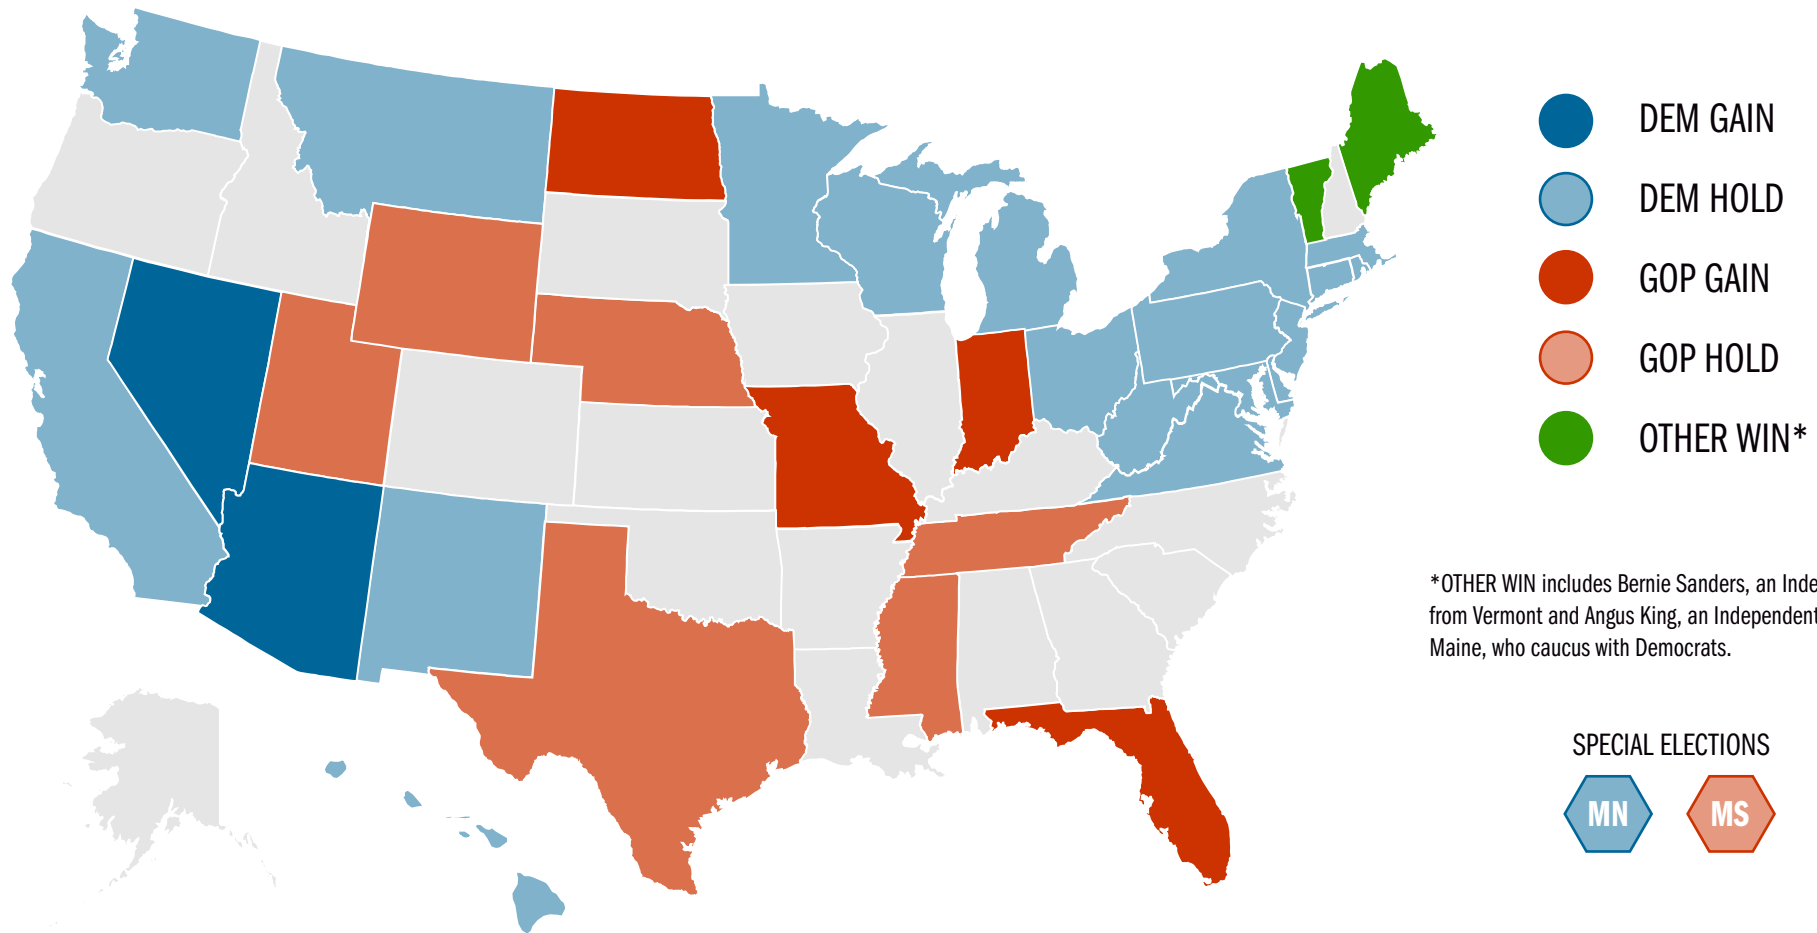 DEM GAIN
DEM HOLD
GOP GAIN
GOP HOLD
OTHER WIN*
*OTHER WIN includes Bernie Sanders, an Inde
from Vermont and Angus King, an Independent
Maine, who caucus with Democrats.
SPECIAL ELECTIONS
MN MS